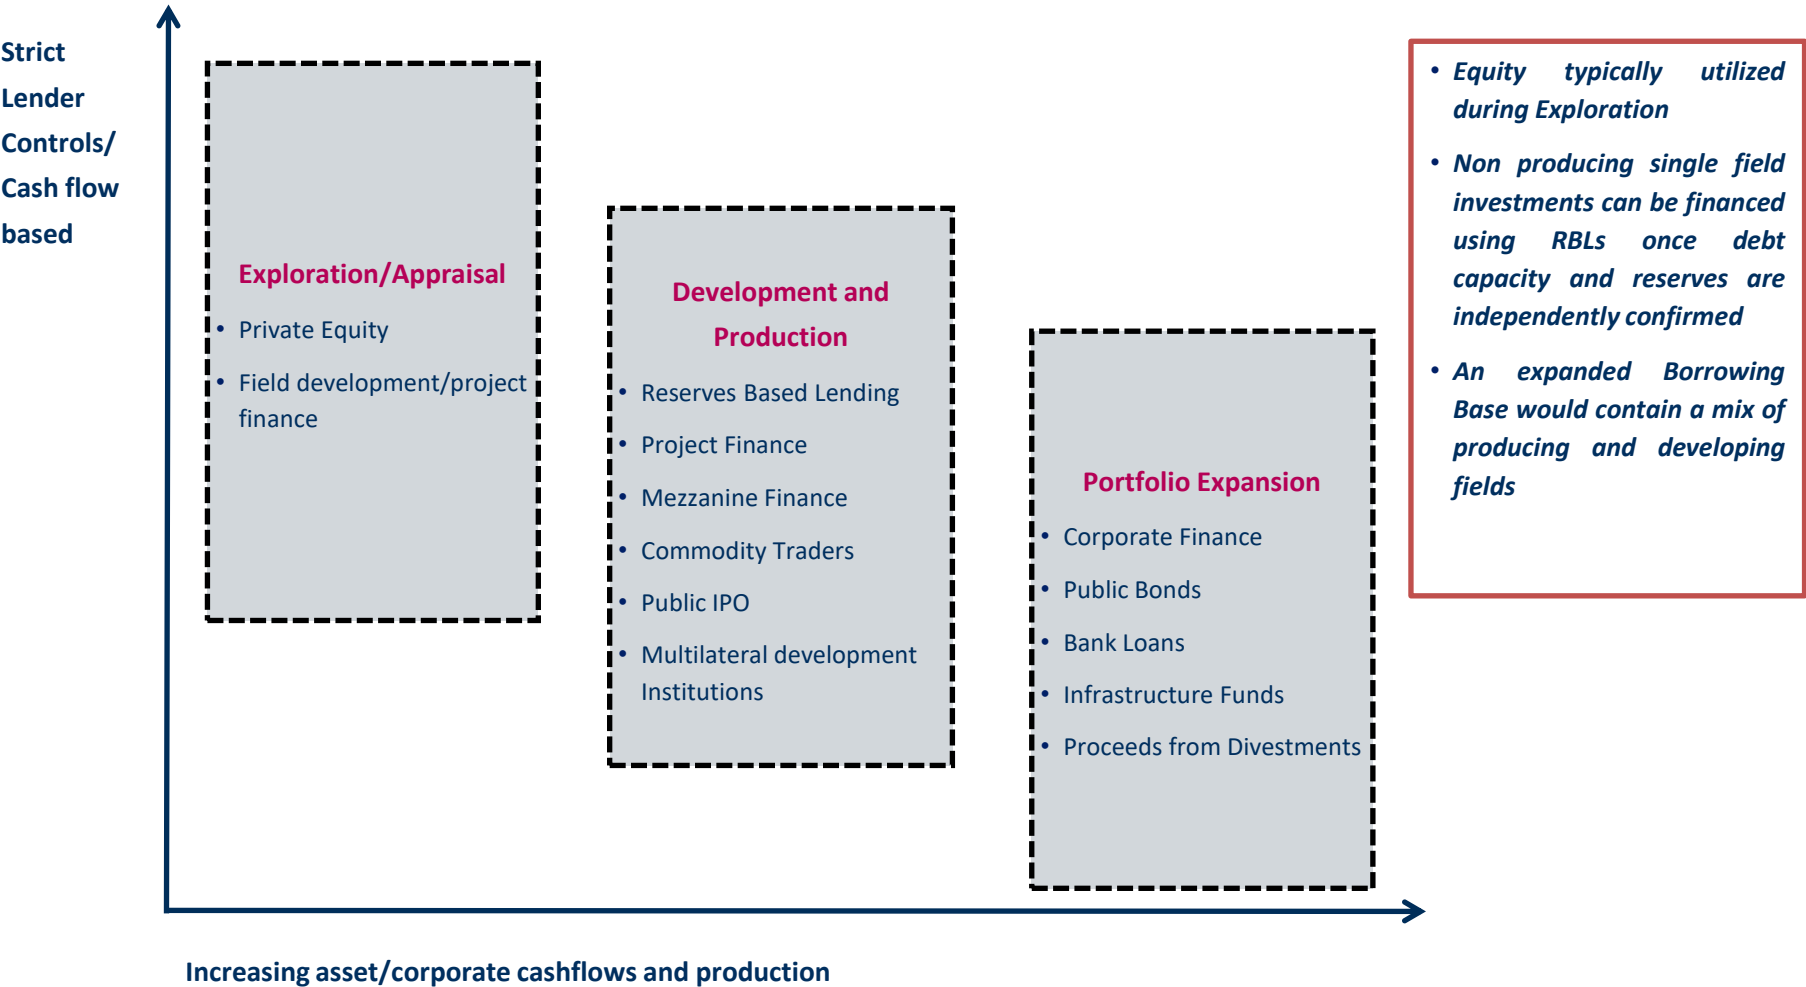 Strict
Lender
Controls/
Cash flow
based
Exploration/Appraisal
• Private Equity
• Field development/project
finance
Development and
Production
• Reserves Based Lending
• Project Finance
• Mezzanine Finance
• Commodity Traders
• Public IPO
• Multilateral development
Institutions
Portfolio Expansion
• Corporate Finance
• Public Bonds
• Bank Loans
• Infrastructure Funds
• Proceeds from Divestments
• Equity typically utilized
during Exploration
• Non producing single field
investments can be financed
using RBLs once debt
capacity and reserves are
independently confirmed
• An expanded Borrowing
Base would contain a mix of
producing and developing
fields
Increasing asset/corporate cashflows and production